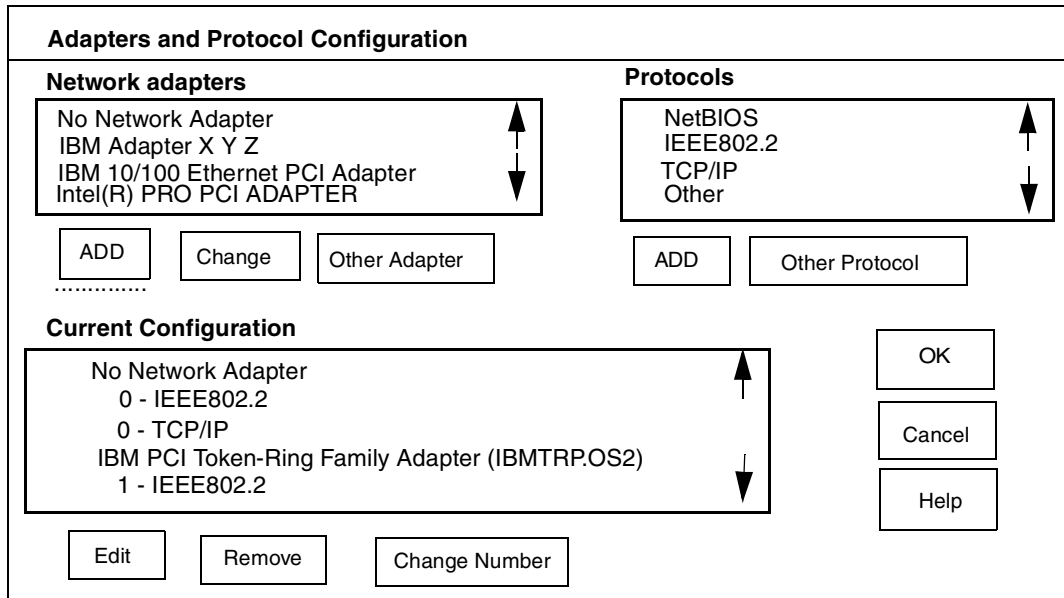 Adapters and Protocol Configuration
Network adapters
No Network Adapter
IBM Adapter X Y Z
IBM 10/100 Ethernet PCI Adapter
Intel(R) PRO PCI ADAPTER
ADD
Change
Other Adapter
Protocols
NetBIOS
IEEE802.2
TCP/IP
Other
ADD
Other Protocol
Current Configuration
No Network Adapter
0 - IEEE802.2
0 - TCP/IP
IBM PCI Token-Ring Family Adapter (IBMTRP.OS2)
1 - IEEE802.2
OK
Cancel
Help
Edit
Remove
Change Number